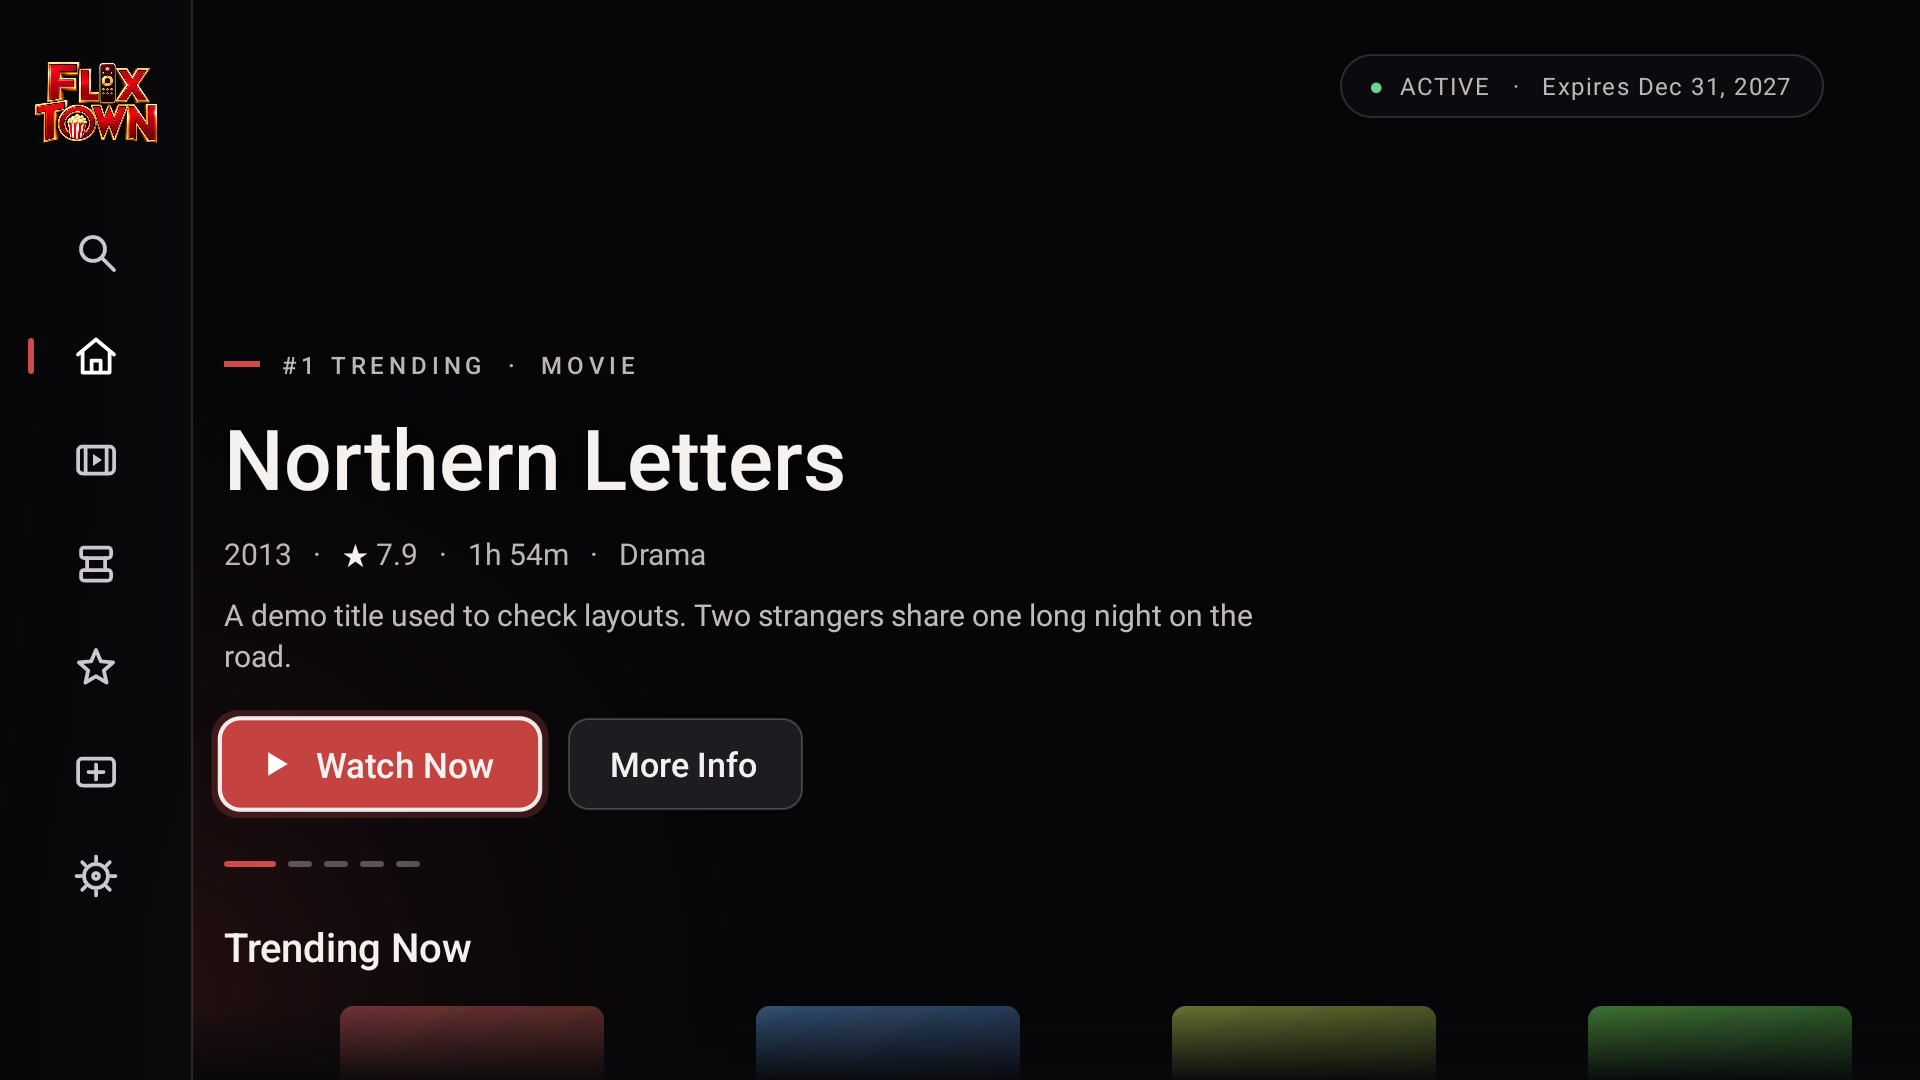 FLIX
TOWN
ACTIVE · Expires Dec 31, 2027
#1 TRENDING · MOVIE
Northern Letters
2013 · ★ 7.9 · 1h 54m · Drama
A demo title used to check layouts. Two strangers share one long night on the
road.
Watch Now
More Info
Trending Now